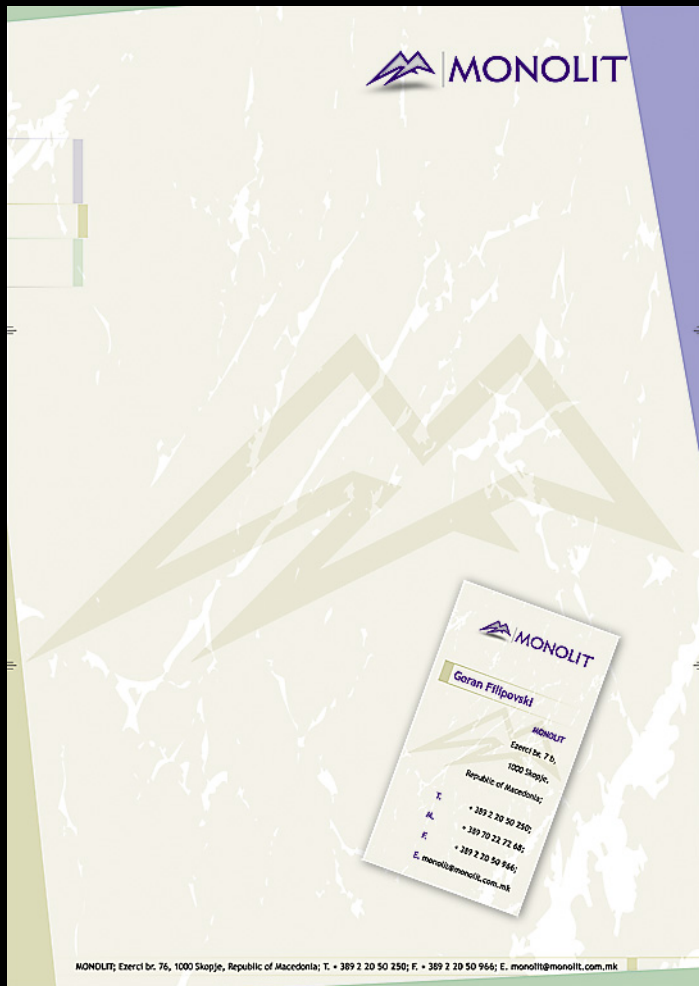 MONOLIT
MONOLIT
Goran Filipovski
MONOLIT
Ezerci br. 7 b,
1000 Skopje,
Republic of Macedonia;
T. + 389 2 20 50 250;
M. + 389 70 22 72 68;
F. + 389 2 20 50 966;
E. monolit@monolit.com.mk
MONOLIT; Ezerci br. 76, 1000 Skopje, Republic of Macedonia; T. + 389 2 20 50 250; F. + 389 2 20 50 966; E. monolit@monolit.com.mk